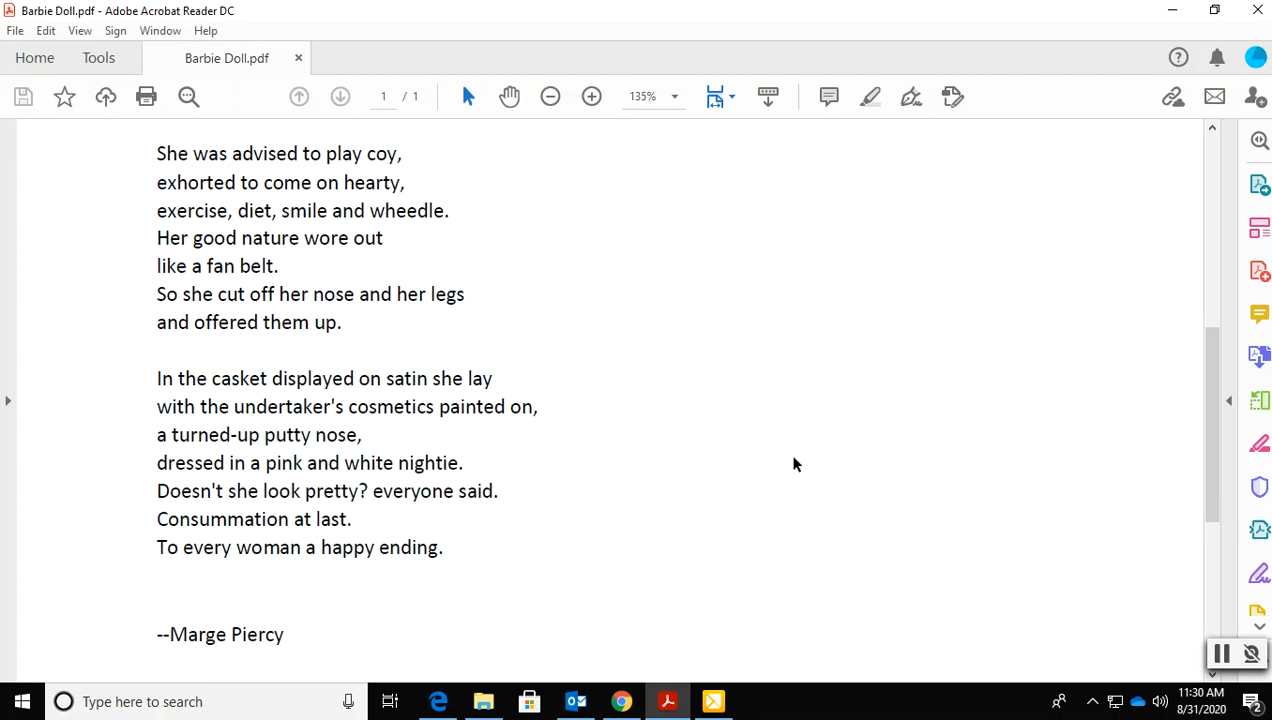 Barbie Doll.pdf - Adobe Acrobat Reader DC
File Edit View Sign Window Help
Home Tools Barbie Doll.pdf
1 / 1 135%
She was advised to play coy,
exhorted to come on hearty,
exercise, diet, smile and wheedle.
Her good nature wore out
like a fan belt.
So she cut off her nose and her legs
and offered them up.
In the casket displayed on satin she lay
with the undertaker's cosmetics painted on,
a turned-up putty nose,
dressed in a pink and white nightie.
Doesn't she look pretty? everyone said.
Consummation at last.
To every woman a happy ending.
--Marge Piercy
Type here to search
11:30 AM
8/31/2020
2